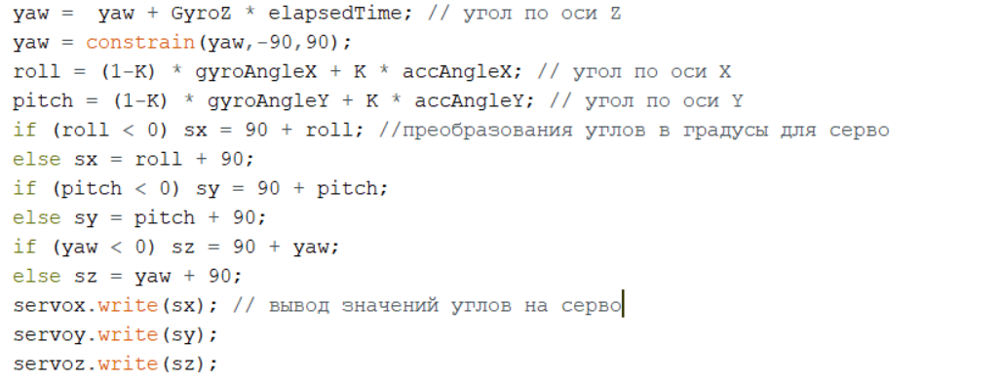 yaw =  yaw + GyroZ * elapsedTime; // угол по оси Z
yaw = constrain(yaw,-90,90);
roll = (1-K) * gyroAngleX + K * accAngleX; // угол по оси X
pitch = (1-K) * gyroAngleY + K * accAngleY; // угол по оси Y
if (roll < 0) sx = 90 + roll; //преобразования углов в градусы для серво
else sx = roll + 90;
if (pitch < 0) sy = 90 + pitch;
else sy = pitch + 90;
if (yaw < 0) sz = 90 + yaw;
else sz = yaw + 90;
servox.write(sx); // вывод значений углов на серво
servoy.write(sy);
servoz.write(sz);